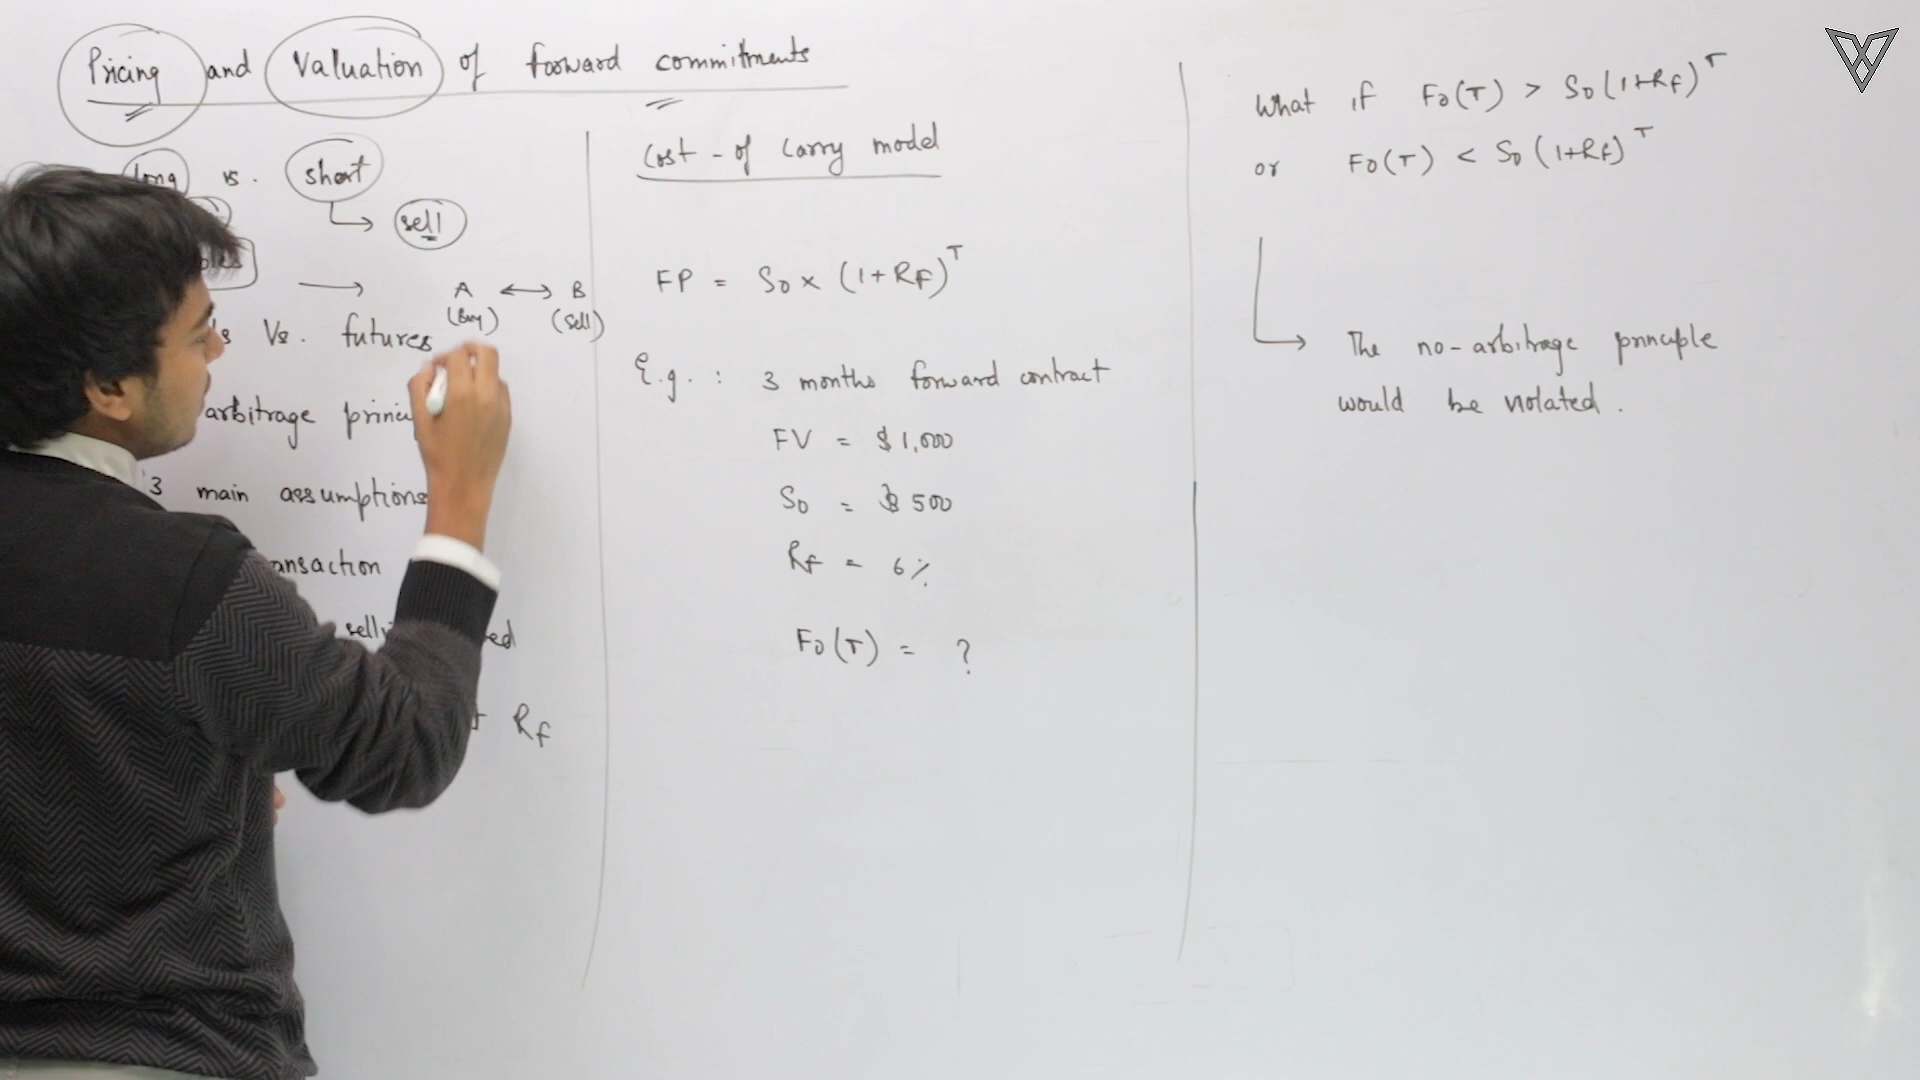 Pricing and Valuation of forward commitments
long vs. short
sell
A ↔ B
(Buy) (sell)
Vs. futures
arbitrage
3 main assumptions
Rf
Cost-of Carry model
FP = S0 × (1+RF)^T
E.g. : 3 months forward contract
FV = $1,000
S0 = $500
Rf = 6%
F0(T) = ?
What if F0(T) > S0(1+RF)^T
or F0(T) < S0(1+Rf)^T
The no-arbitrage principle
would be violated.